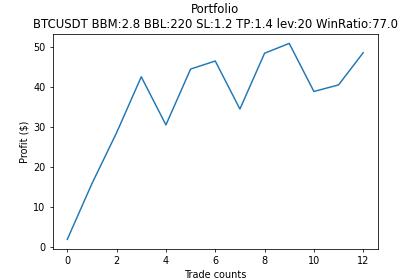 Portfolio
BTCUSDT BBM:2.8 BBL:220 SL:1.2 TP:1.4 lev:20 WinRatio:77.0
50
40
30
20
10
0
Profit ($)
0 2 4 6 8 10 12
Trade counts